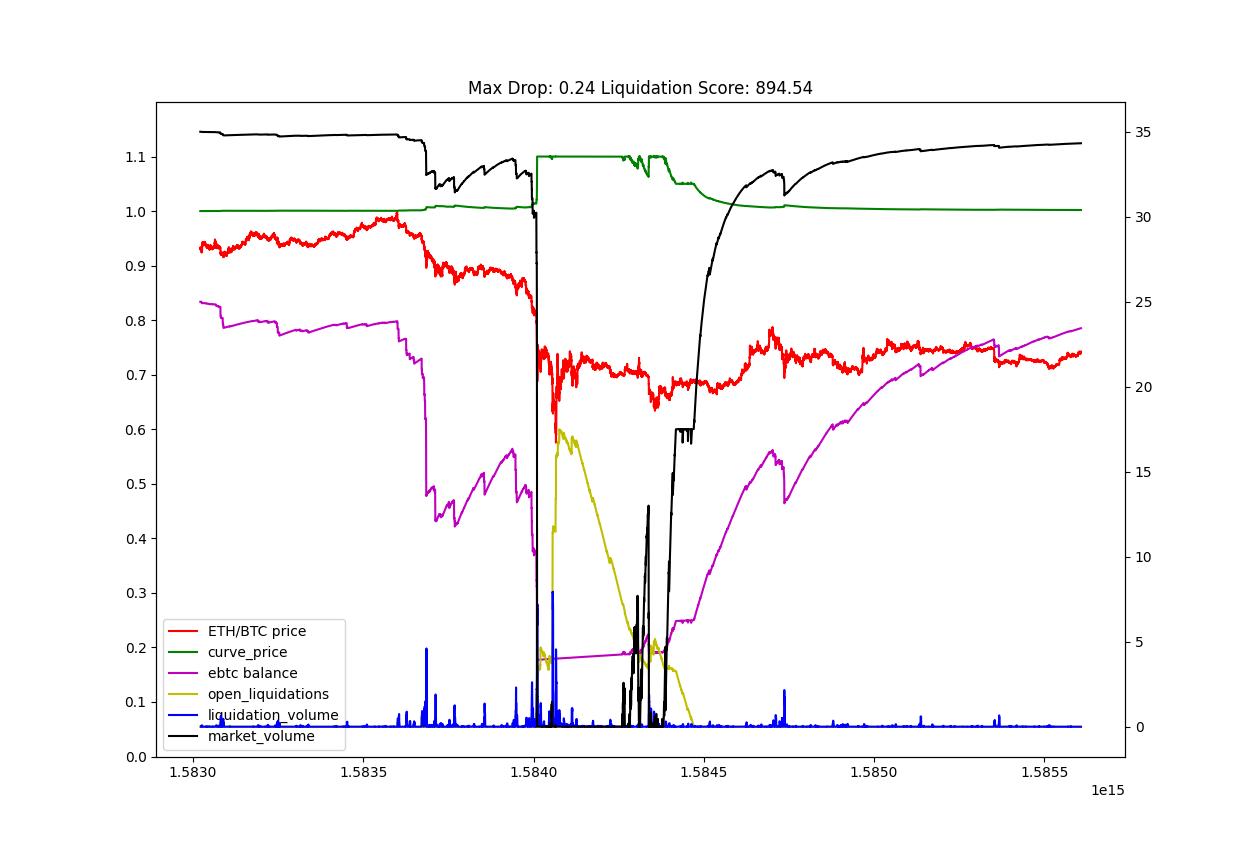 Max Drop: 0.24 Liquidation Score: 894.54
1.1
1.0
0.9
0.8
0.7
0.6
0.5
0.4
0.3
0.2
0.1
0.0
35
30
25
20
15
10
5
0
ETH/BTC price
curve_price
ebtc balance
open_liquidations
liquidation_volume
market_volume
1.5830 1.5835 1.5840 1.5845 1.5850 1.5855
1e15